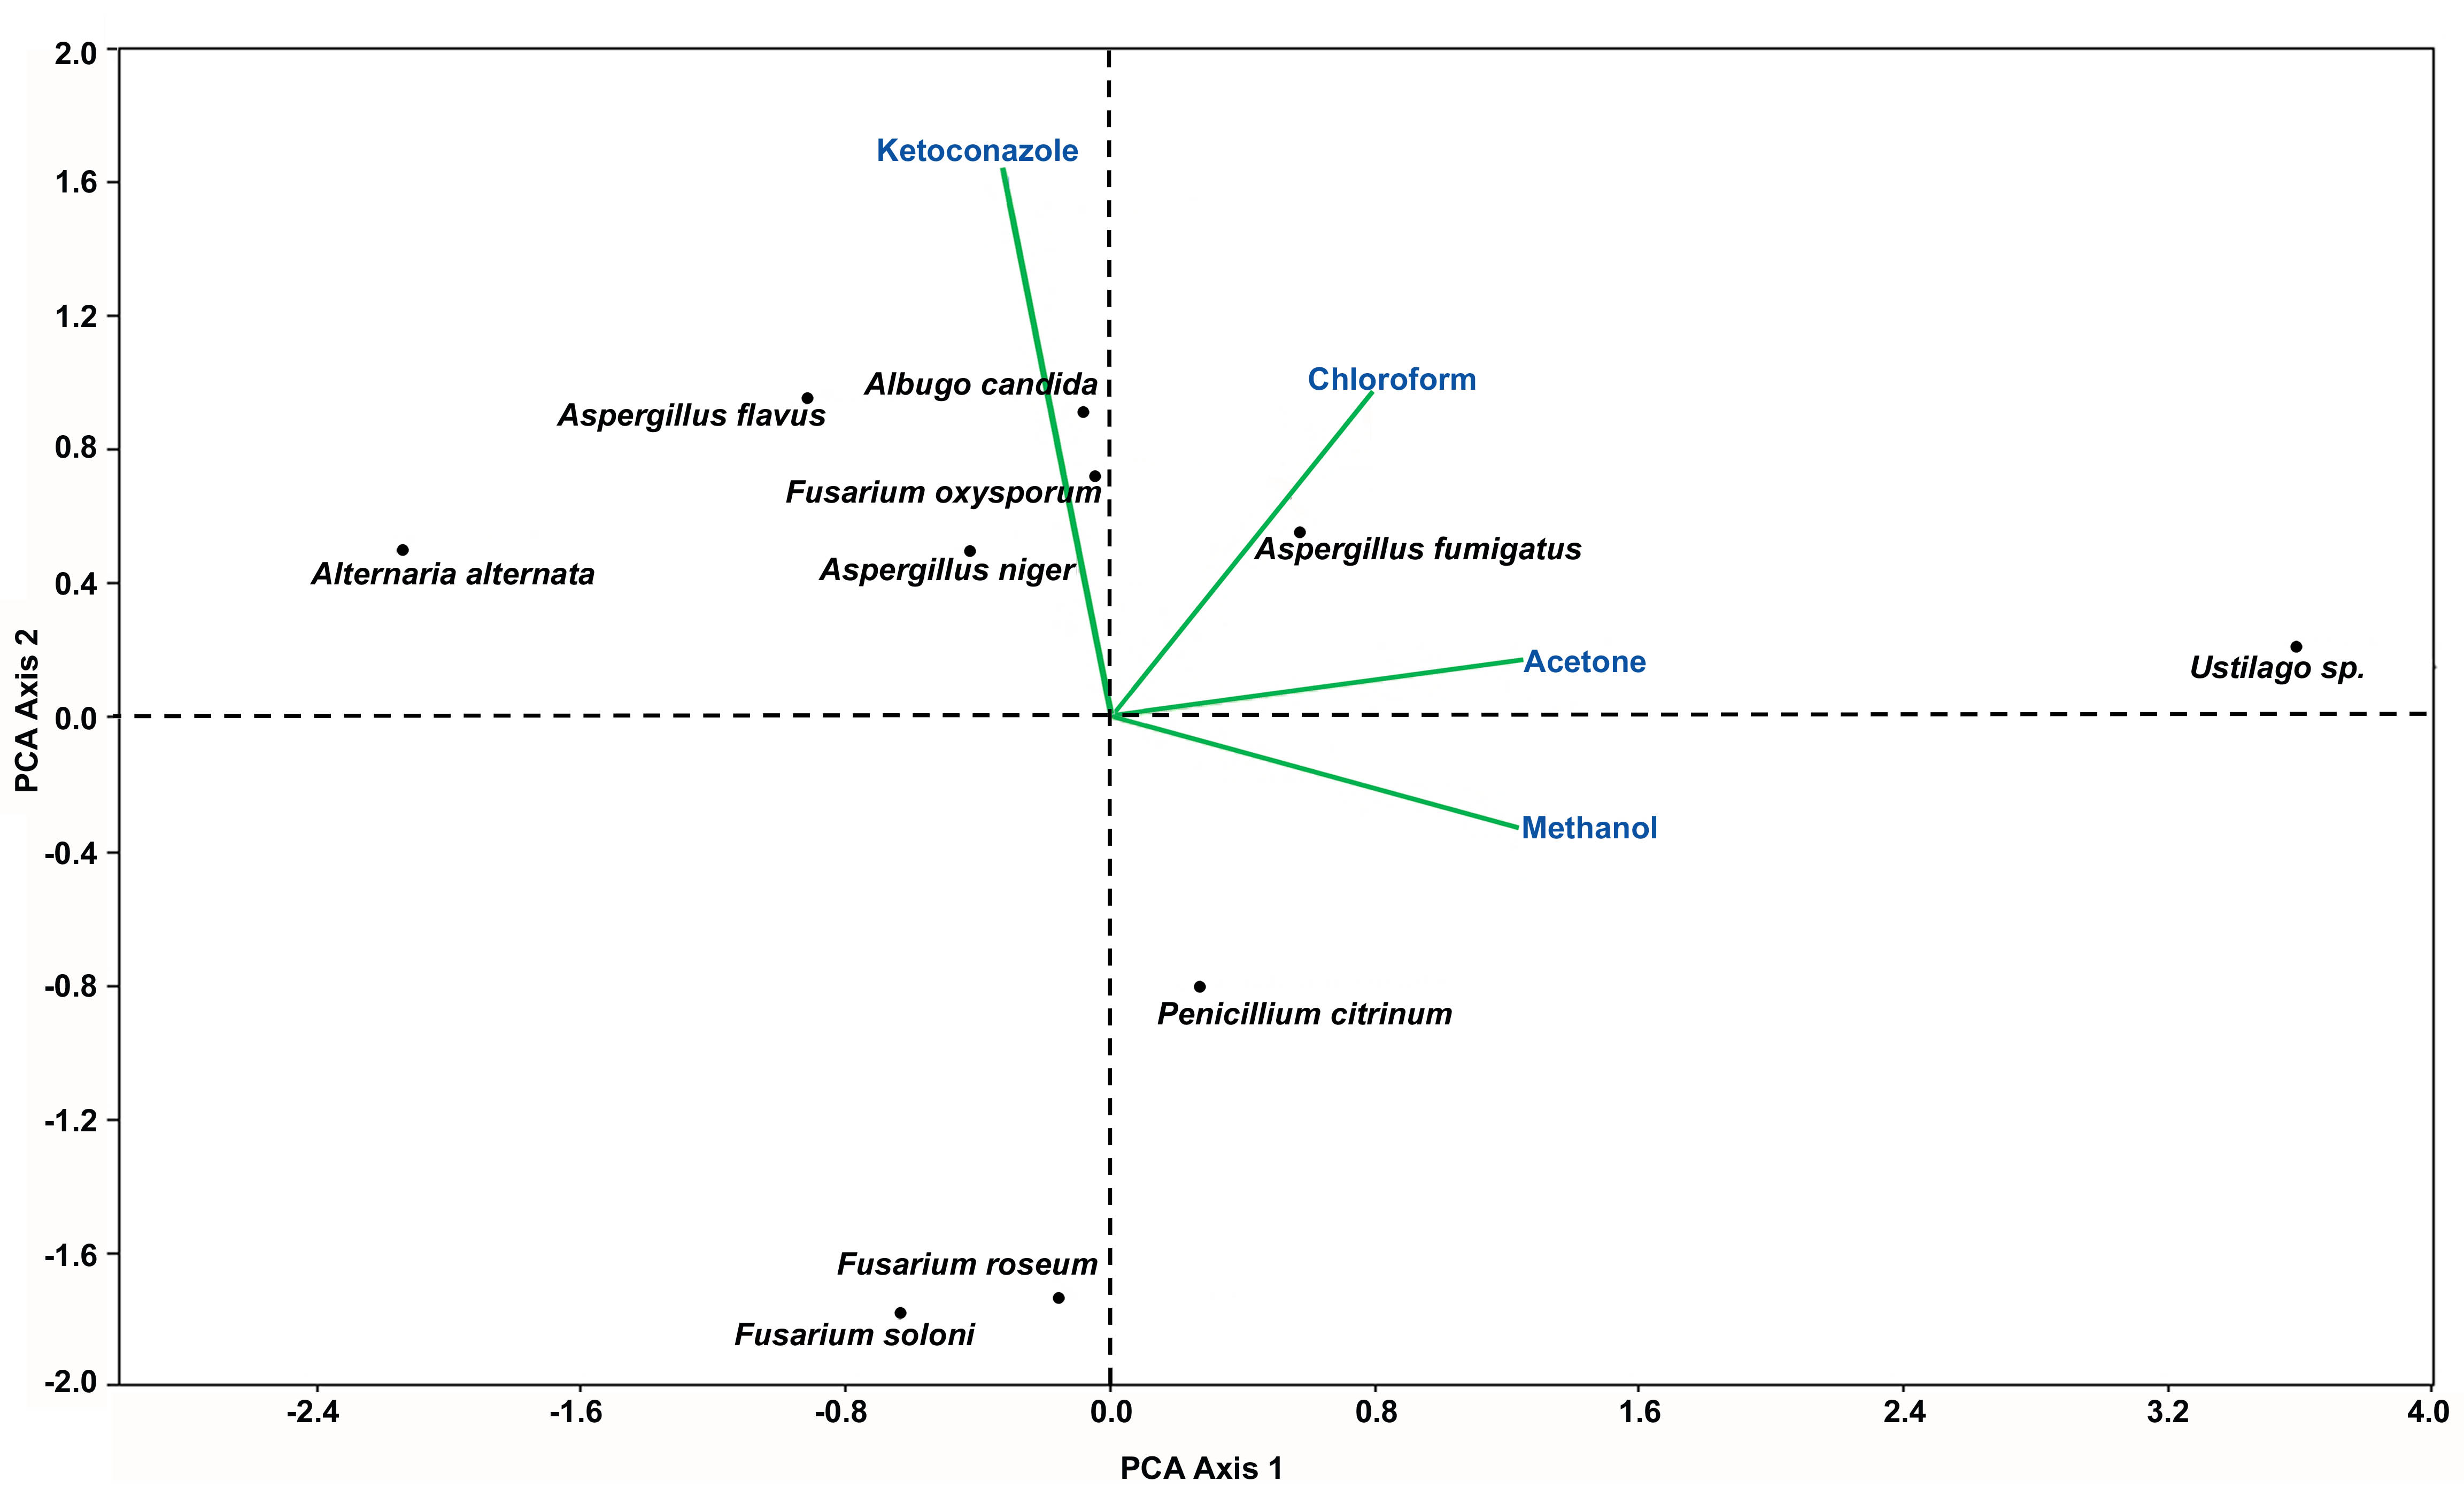 2.0
Ketoconazole
1.6
1.2
Albugo candida
Chloroform
Aspergillus flavus
0.8
Fusarium oxysporum
Aspergillus fumigatus
Aspergillus niger
Alternaria alternata
0.4
Acetone
Ustilago sp.
PCA Axis 2
0.0
Methanol
-0.4
-0.8
Penicillium citrinum
-1.2
-1.6
Fusarium roseum
Fusarium soloni
-2.0
-2.4 -1.6 -0.8 0.0 0.8 1.6 2.4 3.2 4.0
PCA Axis 1